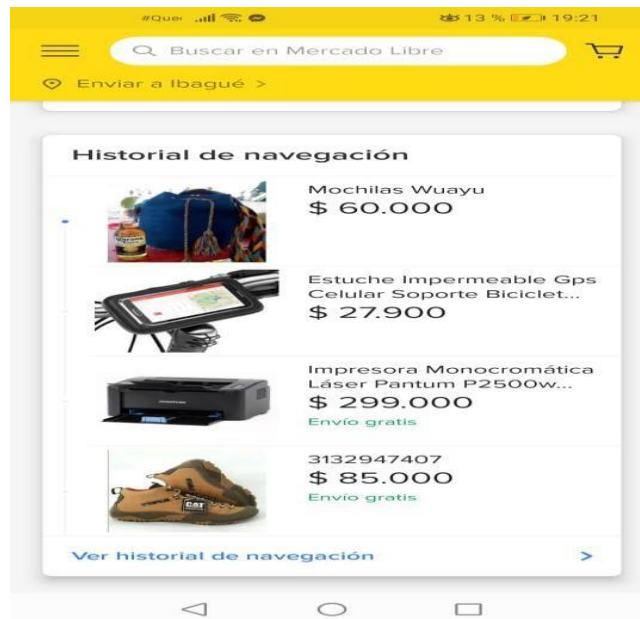 #Que
13 % 19:21
Buscar en Mercado Libre
Enviar a Ibagué >
Historial de navegación
Mochilas Wuayu
$ 60.000
Estuche Impermeable Gps
Celular Soporte Biciclet...
$ 27.900
Impresora Monocromática
Láser Pantum P2500w...
$ 299.000
Envío gratis
3132947407
$ 85.000
Envío gratis
CAT
Ver historial de navegación >